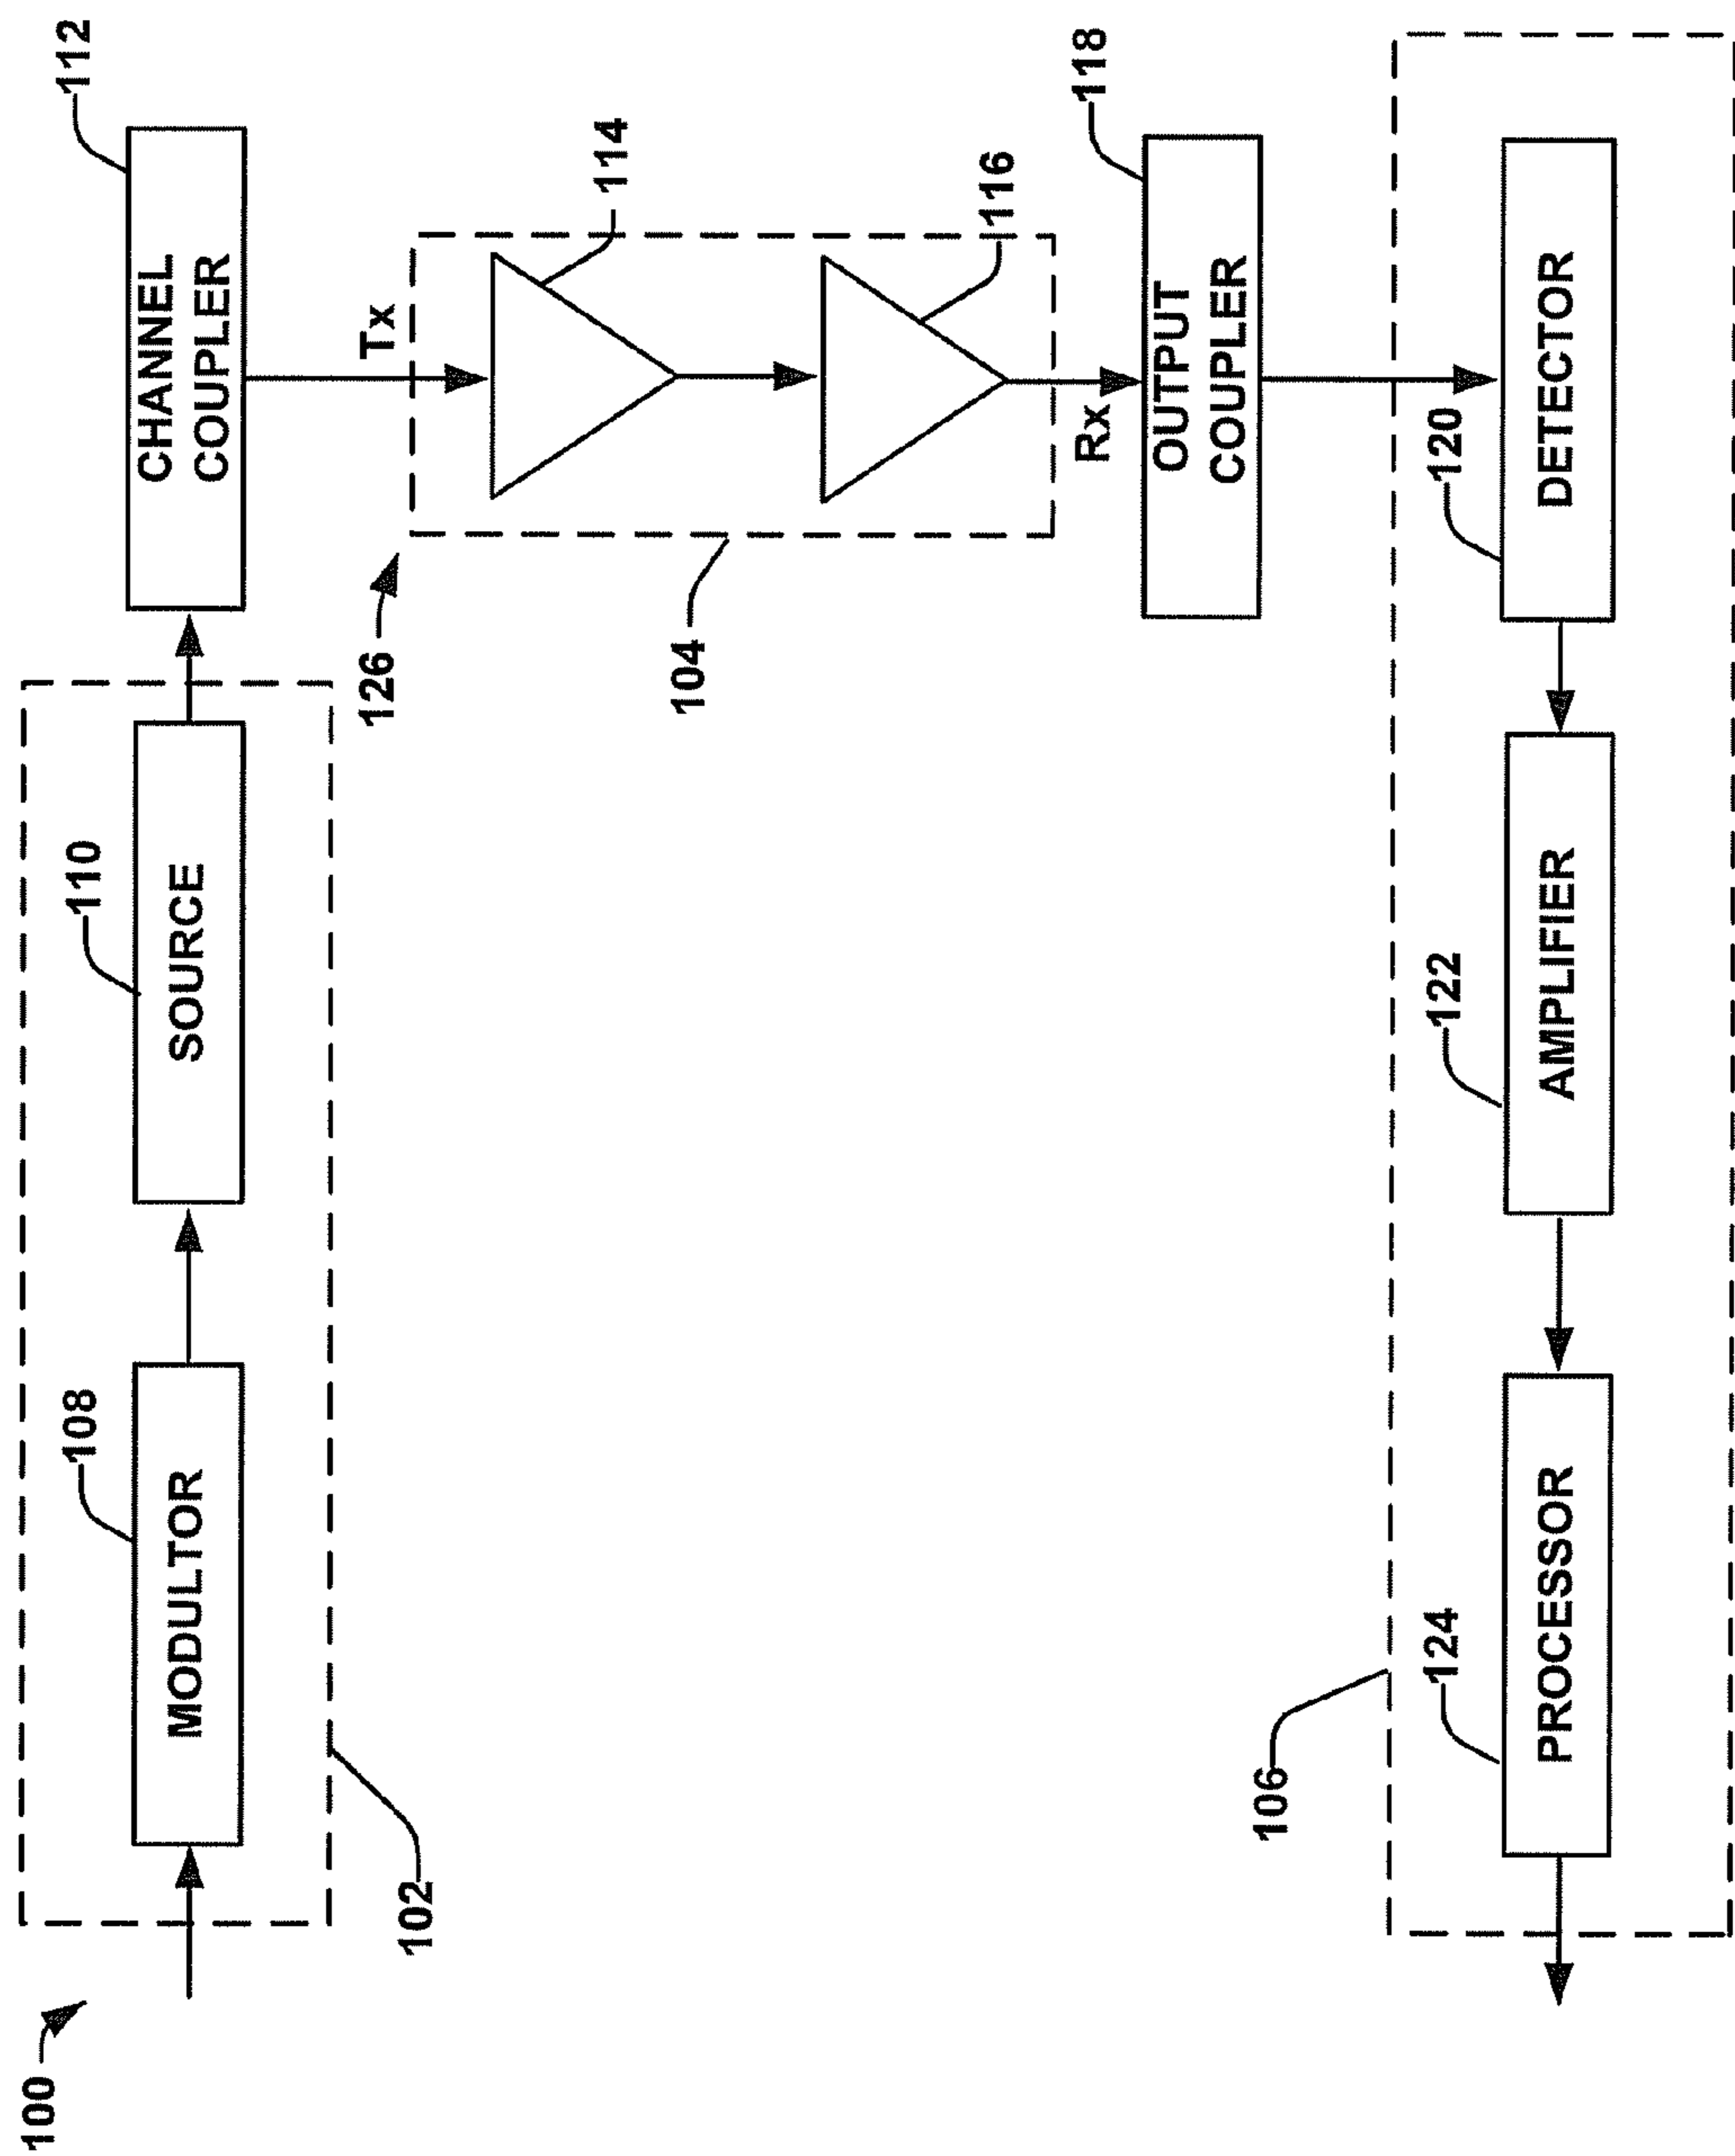 100
102
108
MODULTOR
110
SOURCE
112
CHANNEL
COUPLER
Tx
126
104
114
116
Rx
118
OUTPUT
COUPLER
106
120
DETECTOR
122
AMPLIFIER
124
PROCESSOR